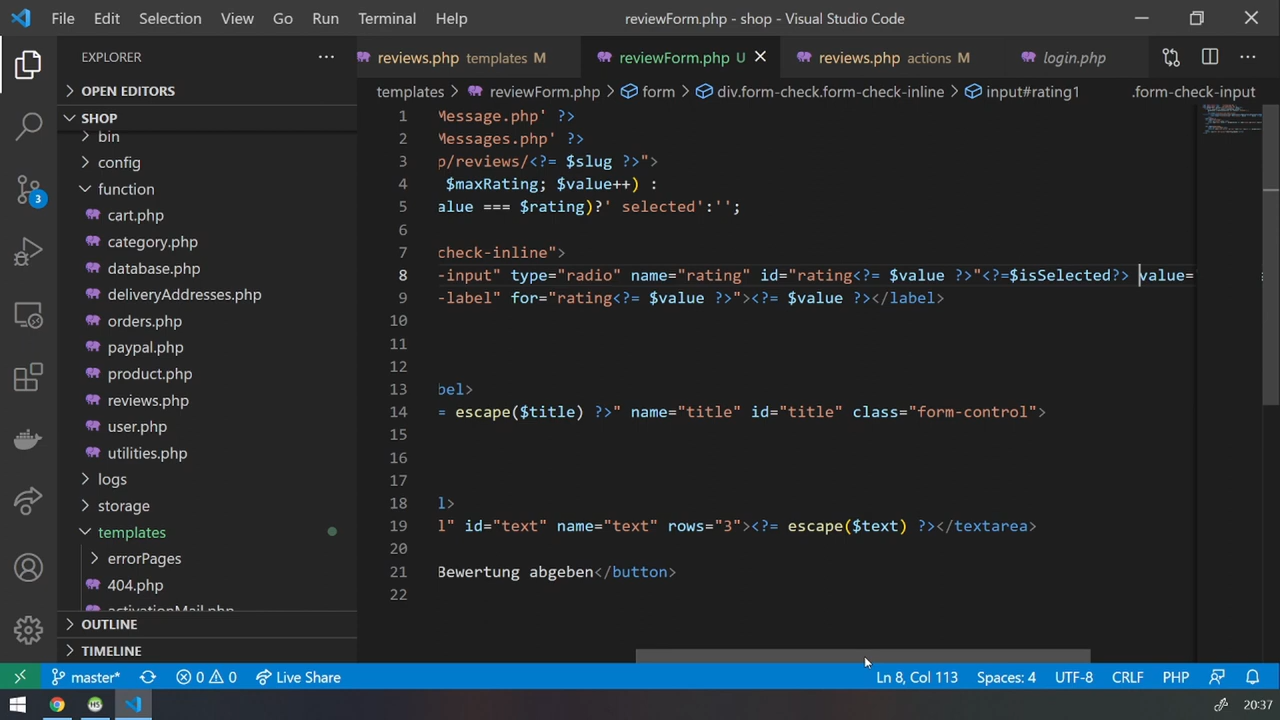 File Edit Selection View Go Run Terminal Help reviewForm.php - shop - Visual Studio Code
EXPLORER
reviews.php templates M reviewForm.php U reviews.php actions M login.php
OPEN EDITORS
templates > reviewForm.php > form > div.form-check.form-check-inline > input#rating1 .form-check-input
SHOP
bin
config
function
cart.php
category.php
database.php
deliveryAddresses.php
orders.php
paypal.php
product.php
reviews.php
user.php
utilities.php
logs
storage
templates
errorPages
404.php
activationMail.php
OUTLINE
TIMELINE
1 Message.php' ?>
2 Messages.php' ?>
3 p/reviews/<?= $slug ?>">
4 $maxRating; $value++) :
5 alue === $rating)?' selected':'';
6
7 check-inline">
8 -input" type="radio" name="rating" id="rating<?= $value ?>"<?=$isSelected?> value=
9 -label" for="rating<?= $value ?>"><?= $value ?></label>
10
11
12
13 bel>
14 = escape($title) ?>" name="title" id="title" class="form-control">
15
16
17
18 l>
19 l" id="text" name="text" rows="3"><?= escape($text) ?></textarea>
20
21 Bewertung abgeben</button>
22
3
master* 0 0 Live Share Ln 8, Col 113 Spaces: 4 UTF-8 CRLF PHP
20:37